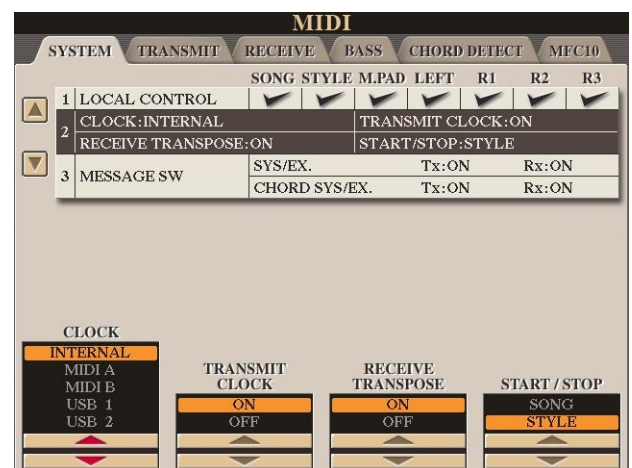 MIDI
SYSTEM TRANSMIT RECEIVE BASS CHORD DETECT MFC10
SONG STYLE M.PAD LEFT R1 R2 R3
1 LOCAL CONTROL
2 CLOCK:INTERNAL TRANSMIT CLOCK:ON
RECEIVE TRANSPOSE:ON START/STOP:STYLE
3 MESSAGE SW SYS/EX. Tx:ON Rx:ON
CHORD SYS/EX. Tx:ON Rx:ON
CLOCK
INTERNAL
MIDI A
MIDI B
USB 1
USB 2
TRANSMIT
CLOCK
ON
OFF
RECEIVE
TRANSPOSE
ON
OFF
START / STOP
SONG
STYLE